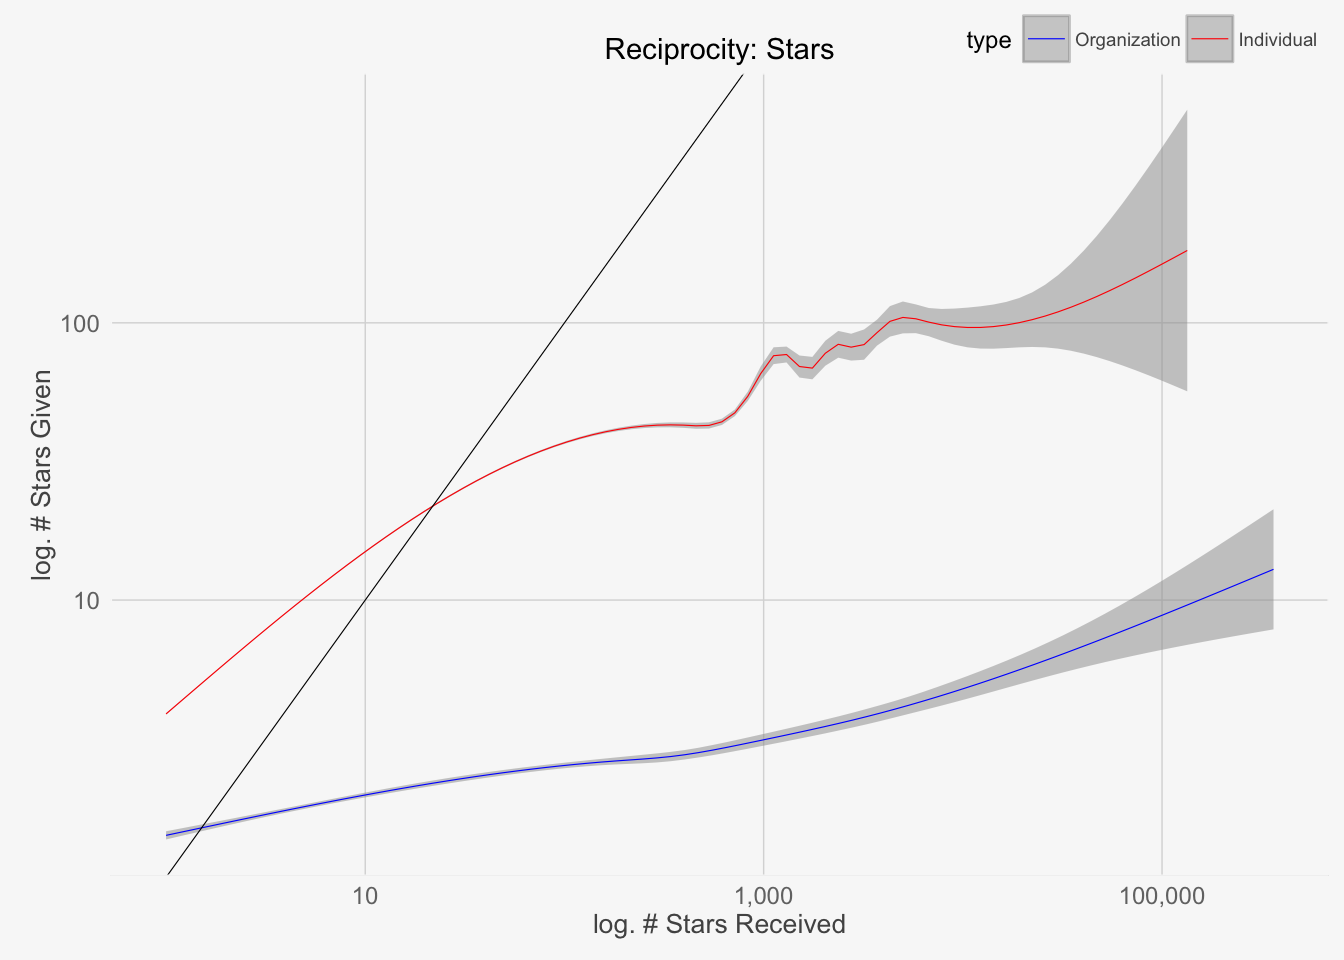 Reciprocity: Stars
type Organization Individual
log. # Stars Given
100
10
10 1,000 100,000
log. # Stars Received